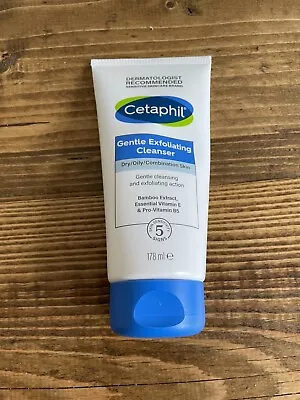 DERMATOLOGIST
RECOMMENDED
SENSITIVE SKINCARE BRAND
Cetaphil
Gentle Exfoliating
Cleanser
Dry/Oily/Combination Skin
Gentle cleansing
and exfoliating action
Bamboo Extract,
Essential Vitamin E
& Pro-Vitamin B5
5
SIGNS
178 ml e